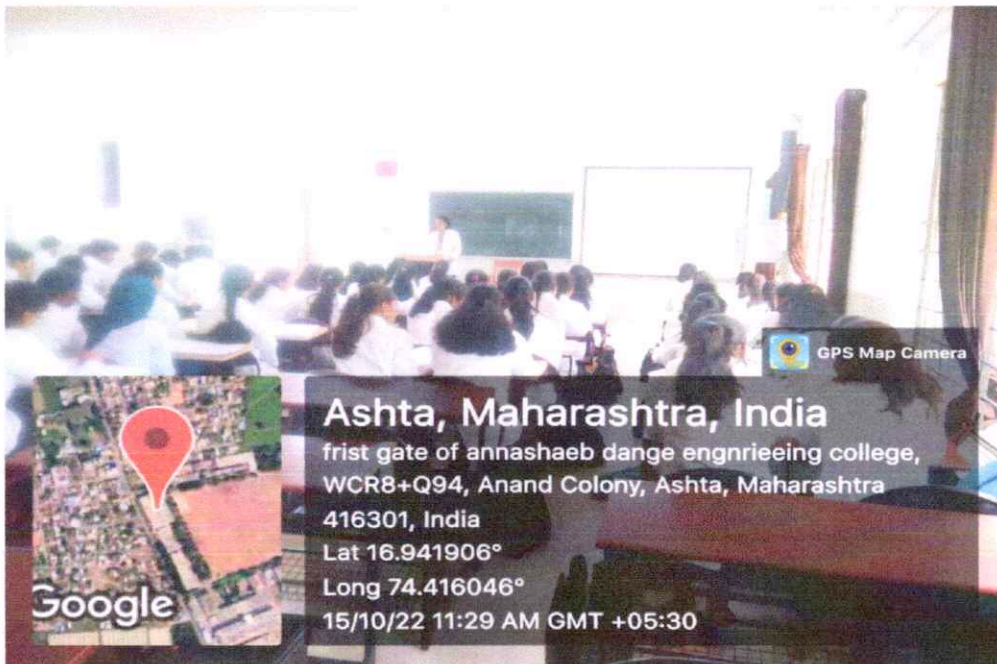 GPS Map Camera
Ashta, Maharashtra, India
frist gate of annashaeb dange engnrieeing college,
WCR8+Q94, Anand Colony, Ashta, Maharashtra
416301, India
Lat 16.941906°
Long 74.416046°
15/10/22 11:29 AM GMT +05:30
Google